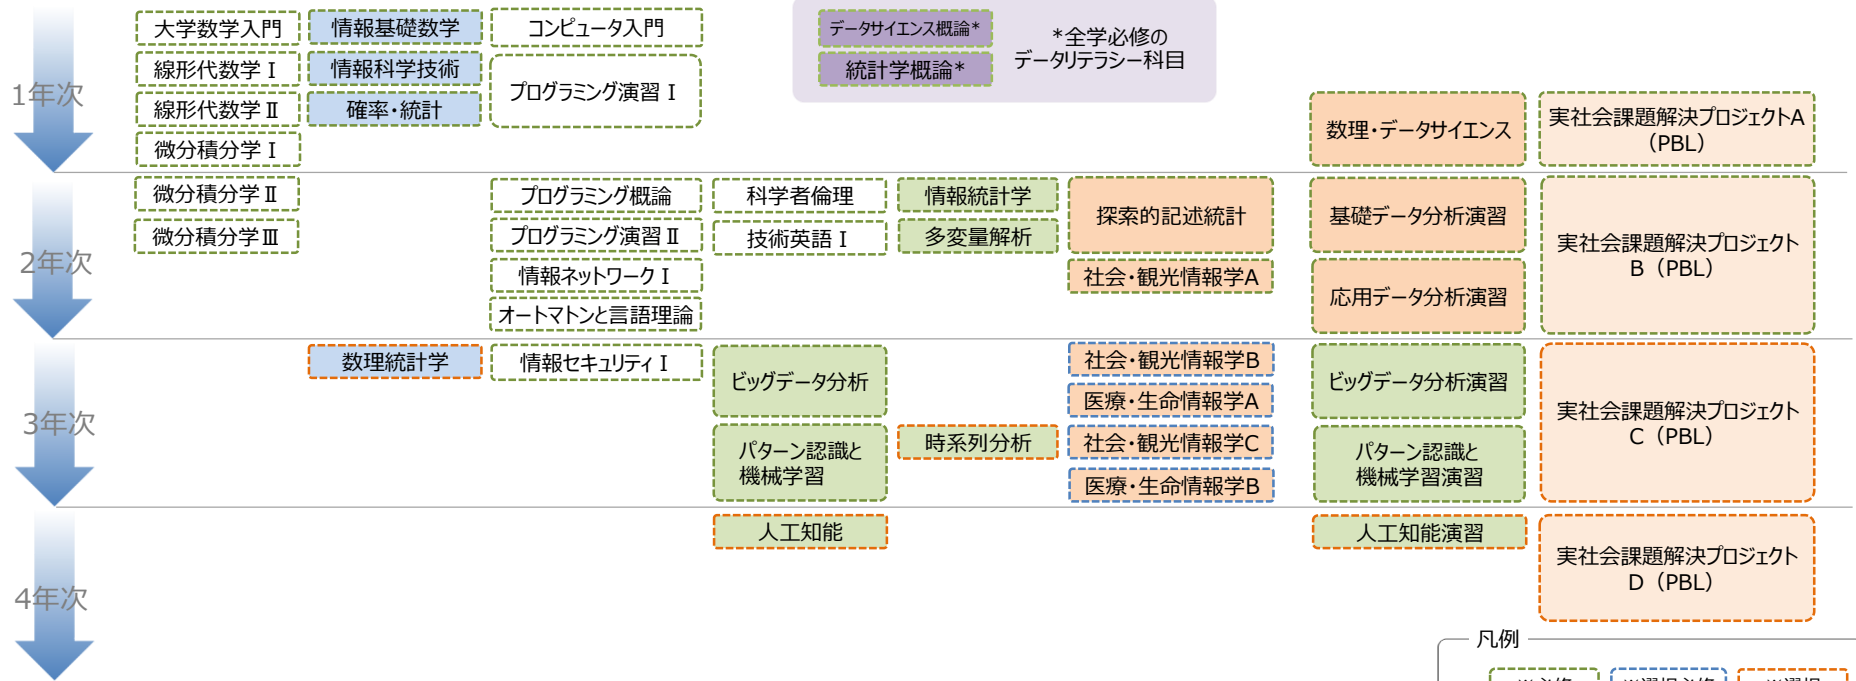 大学数学入門
情報基礎数学
コンピュータ入門
データサイエンス概論*
*全学必修の
データリテラシー科目
線形代数学Ⅰ
情報科学技術
プログラミング演習Ⅰ
統計学概論*
1年次
線形代数学Ⅱ
確率・統計
数理・データサイエンス
実社会課題解決プロジェクトA
（PBL）
微分積分学Ⅰ
微分積分学Ⅱ
プログラミング概論
科学者倫理
情報統計学
探索的記述統計
基礎データ分析演習
微分積分学Ⅲ
プログラミング演習Ⅱ
技術英語Ⅰ
多変量解析
実社会課題解決プロジェクト
B（PBL）
2年次
情報ネットワークⅠ
社会・観光情報学A
応用データ分析演習
オートマトンと言語理論
数理統計学
情報セキュリティⅠ
ビッグデータ分析
社会・観光情報学B
ビッグデータ分析演習
医療・生命情報学A
実社会課題解決プロジェクト
C（PBL）
3年次
パターン認識と
機械学習
時系列分析
社会・観光情報学C
パターン認識と
機械学習演習
医療・生命情報学B
人工知能
人工知能演習
実社会課題解決プロジェクト
D（PBL）
4年次
凡例